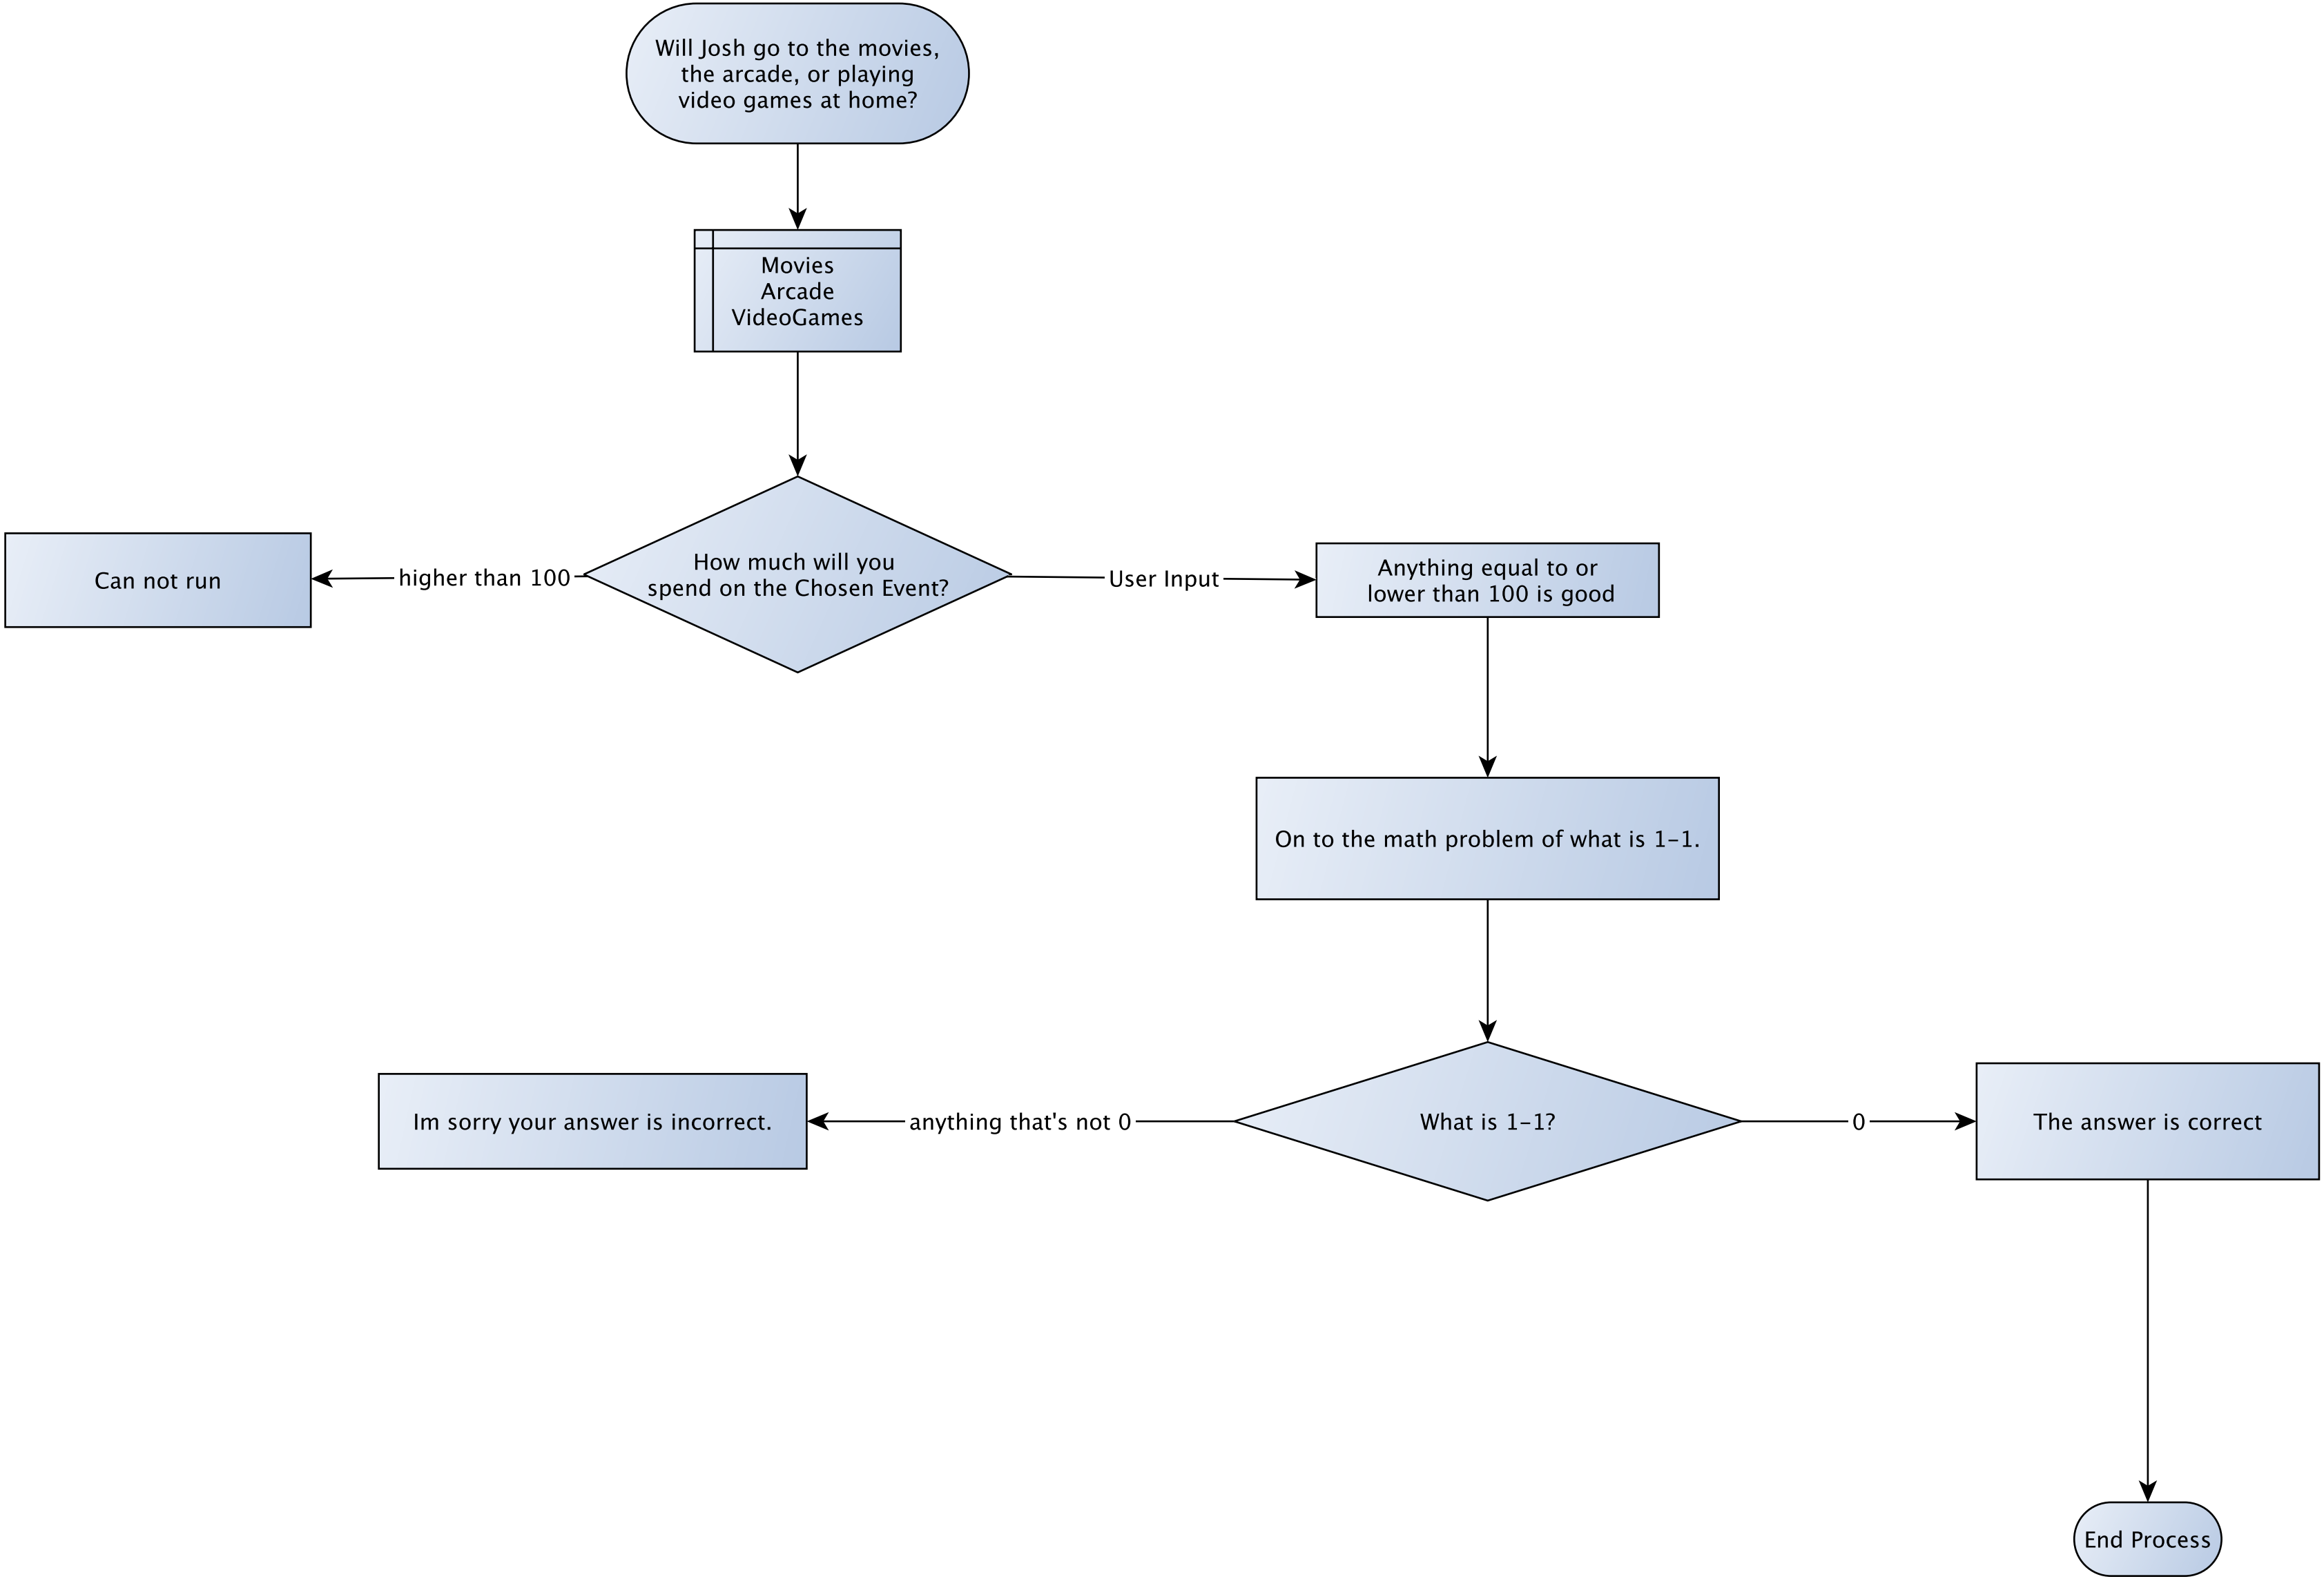 Will Josh go to the movies,
the arcade, or playing
video games at home?
Movies
Arcade
VideoGames
How much will you
spend on the Chosen Event?
higher than 100
Can not run
User Input
Anything equal to or
lower than 100 is good
On to the math problem of what is 1-1.
What is 1-1?
anything that's not 0
Im sorry your answer is incorrect.
0
The answer is correct
End Process